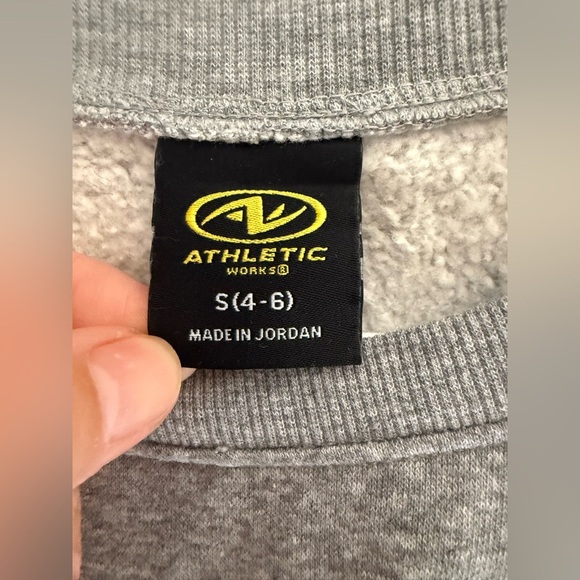 ATHLETIC
WORKS®
S(4-6)
MADE IN JORDAN